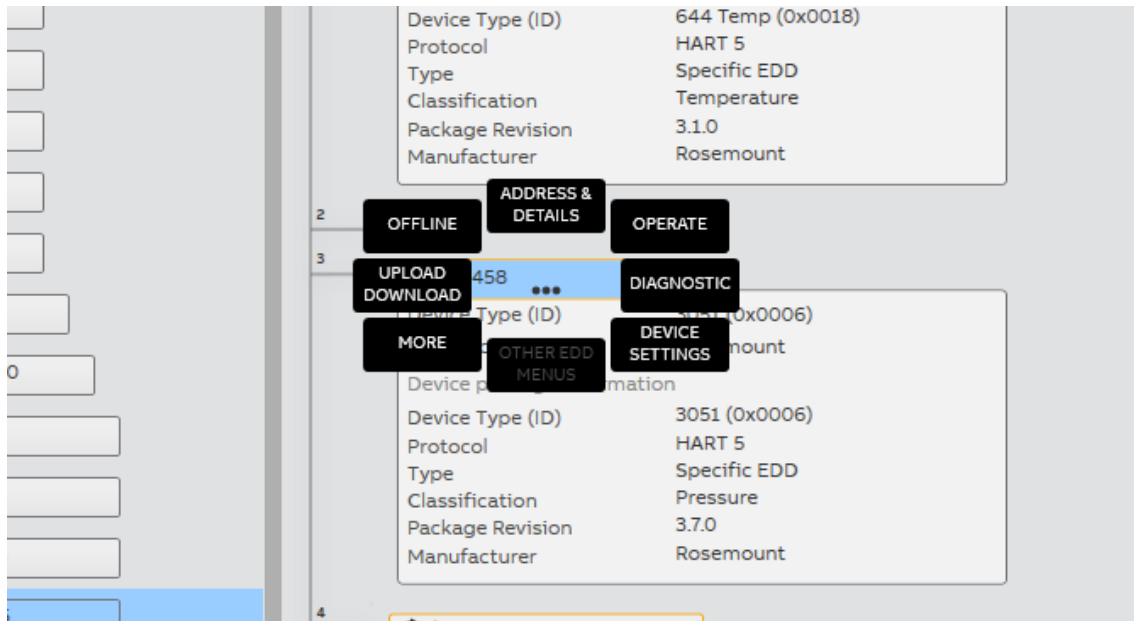 Device Type (ID) 644 Temp (0x0018)
Protocol HART 5
Type Specific EDD
Classification Temperature
Package Revision 3.1.0
Manufacturer Rosemount
2
OFFLINE
ADDRESS &
DETAILS
OPERATE
3
UPLOAD
DOWNLOAD
458
DIAGNOSTIC
Device Type (ID) 3051 (0x0006)
MORE
OTHER EDD
MENUS
DEVICE
SETTINGS
mount
0
Device p mation
Device Type (ID) 3051 (0x0006)
Protocol HART 5
Type Specific EDD
Classification Pressure
Package Revision 3.7.0
Manufacturer Rosemount
4